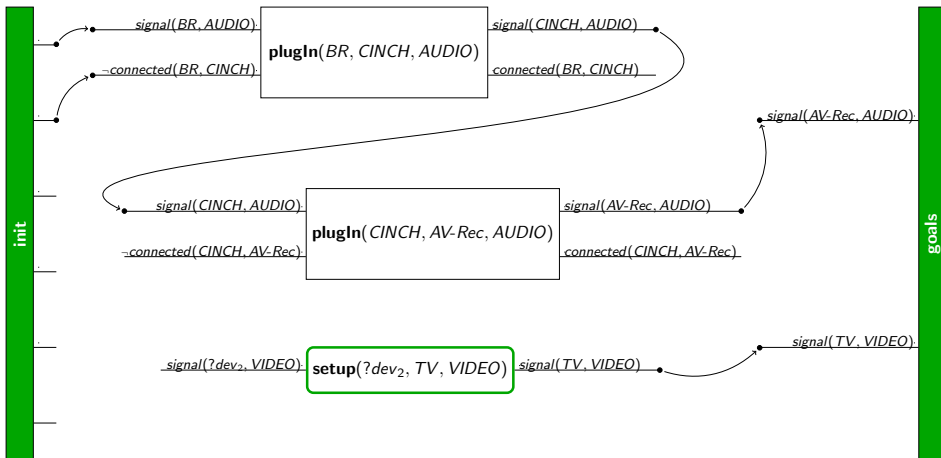 init
signal(BR, AUDIO)
¬connected(BR, CINCH)
plugIn(BR, CINCH, AUDIO)
signal(CINCH, AUDIO)
connected(BR, CINCH)
signal(AV-Rec, AUDIO)
signal(CINCH, AUDIO)
¬connected(CINCH, AV-Rec)
plugIn(CINCH, AV-Rec, AUDIO)
signal(AV-Rec, AUDIO)
connected(CINCH, AV-Rec)
goals
signal(TV, VIDEO)
signal(?dev₂, VIDEO)
setup(?dev₂, TV, VIDEO)
signal(TV, VIDEO)